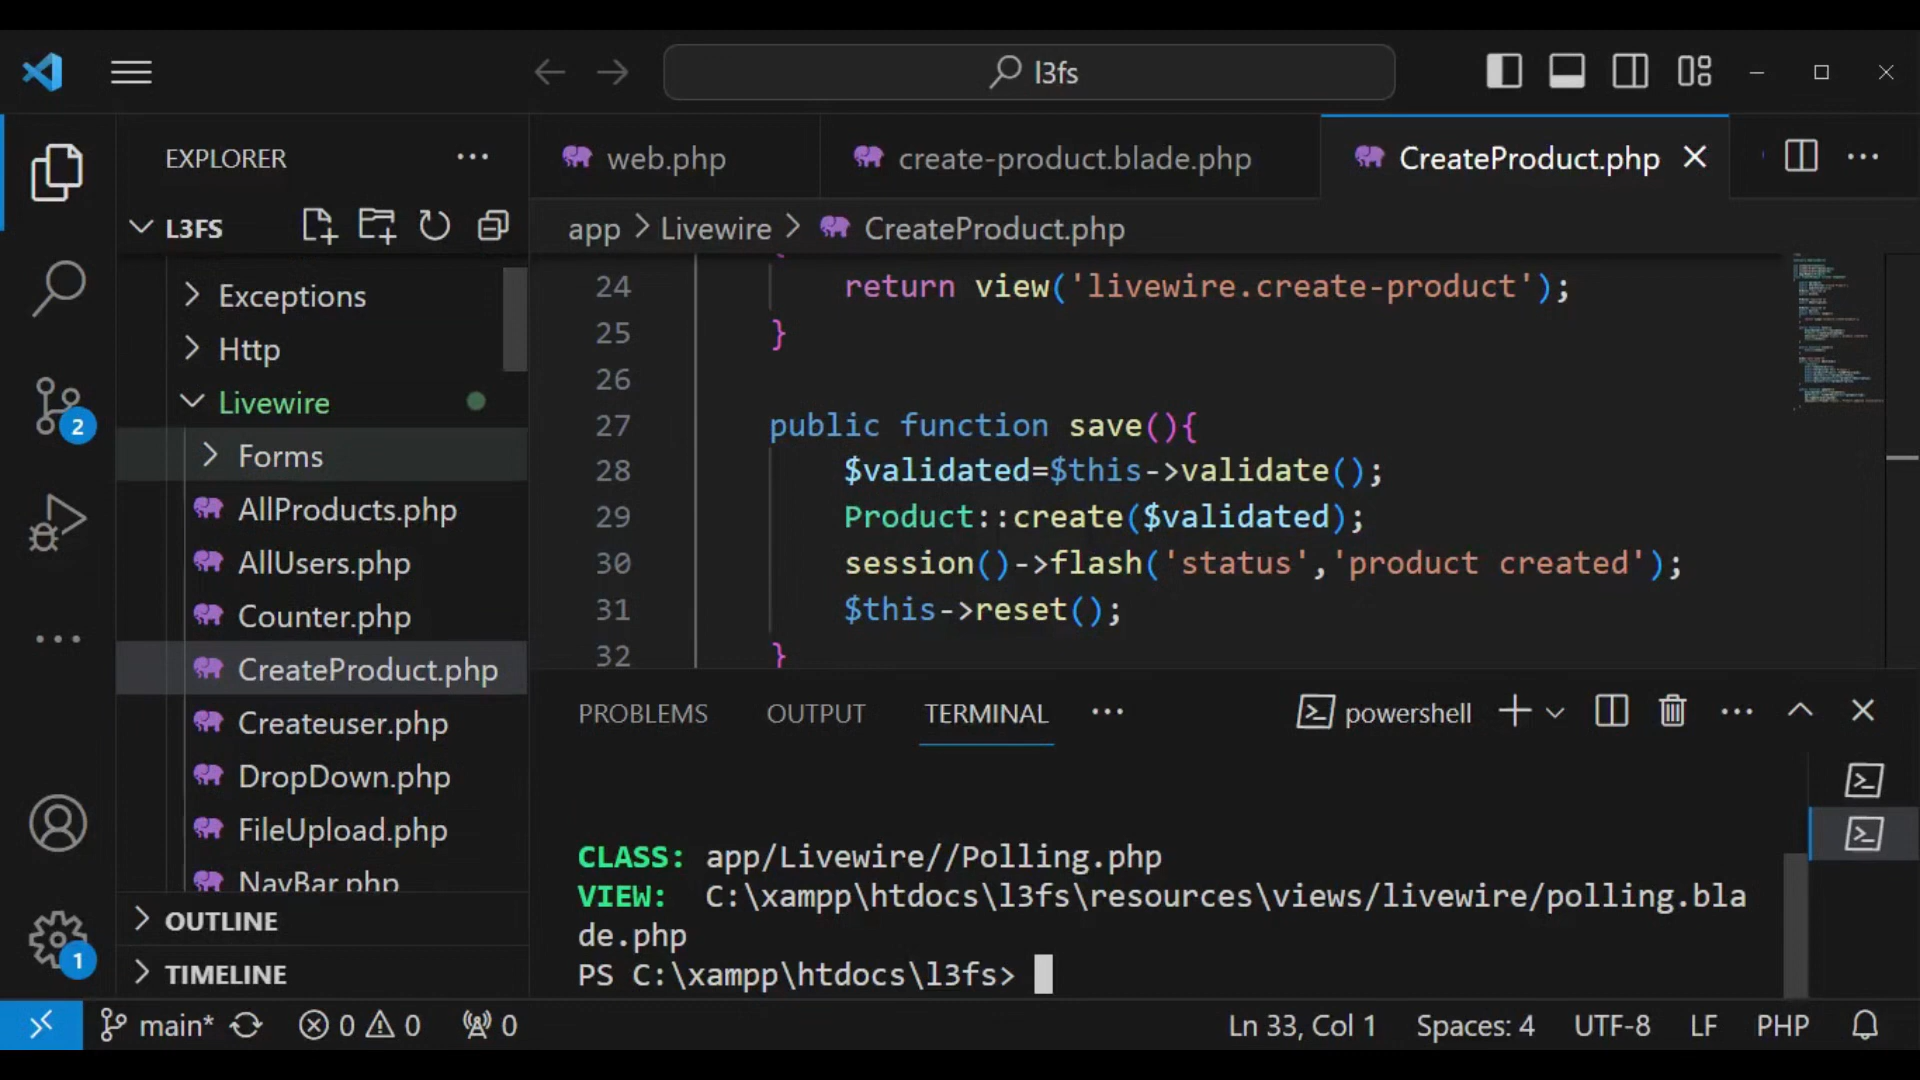 l3fs
EXPLORER
web.php
create-product.blade.php
CreateProduct.php
L3FS
app > Livewire > CreateProduct.php
Exceptions
Http
Livewire
Forms
AllProducts.php
AllUsers.php
Counter.php
CreateProduct.php
Createuser.php
DropDown.php
FileUpload.php
NavBar.php
OUTLINE
TIMELINE
2
1
24 return view('livewire.create-product');
25 }
26
27 public function save(){
28 $validated=$this->validate();
29 Product::create($validated);
30 session()->flash('status','product created');
31 $this->reset();
32 }
PROBLEMS
OUTPUT
TERMINAL
powershell
CLASS: app/Livewire//Polling.php
VIEW:  C:\xampp\htdocs\l3fs\resources\views/livewire/polling.bla
de.php
PS C:\xampp\htdocs\l3fs>
main*
0
0
0
Ln 33, Col 1
Spaces: 4
UTF-8
LF
PHP